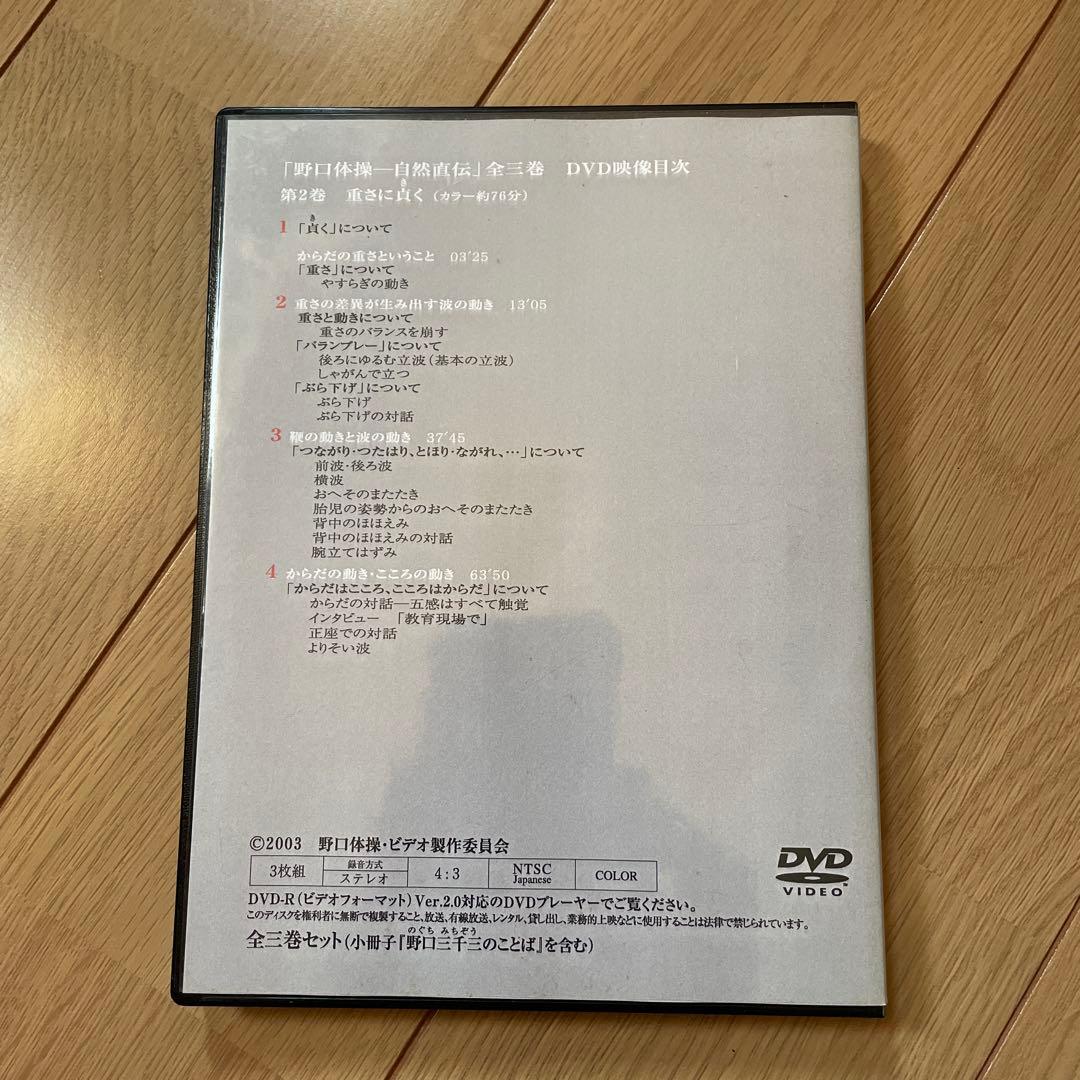 「野口体操―自然直伝」全三巻 DVD映像目次
き
第2巻 重さに貞く(カラー約76分)
き
1 「貞く」について
からだの重さということ 03'25
「重さ」について
やすらぎの動き
2 重さの差異が生み出す波の動き 13'05
重さと動きについて
重さのバランスを崩す
「バランプレー」について
後ろにゆるむ立波(基本の立波)
しゃがんで立つ
「ぶら下げ」について
ぶら下げ
ぶら下げの対話
3 鞭の動きと波の動き 37'45
「つながり・つたはり、とほり・ながれ、…」について
前波・後ろ波
横波
おへそのまたたき
胎児の姿勢からのおへそのまたたき
背中のほほえみ
背中のほほえみの対話
腕立てはずみ
4 からだの動き・こころの動き 63'50
「からだはこころ、こころはからだ」について
からだの対話―五感はすべて触覚
インタビュー 「教育現場で」
正座での対話
よりそい波
©2003 野口体操・ビデオ製作委員会
3枚組 録音方式 ステレオ 4:3 NTSC Japanese COLOR
DVD VIDEO™
DVD-R(ビデオフォーマット)Ver.2.0対応のDVDプレーヤーでご覧ください。
このディスクを権利者に無断で複製すること、放送、有線放送、レンタル、貸し出し、業務的上映などに使用することは法律で禁じられています。
のぐち みちぞう
全三巻セット(小冊子『野口三千三のことば』を含む)